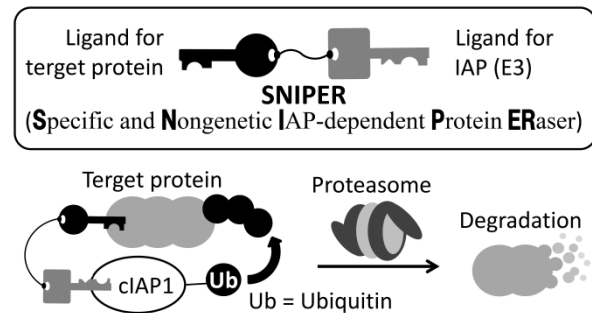 Ligand for
terget protein
Ligand for
IAP (E3)
SNIPER
(Specific and Nongenetic IAP-dependent Protein ERaser)
Terget protein
Proteasome
Degradation
cIAP1
Ub
Ub = Ubiquitin